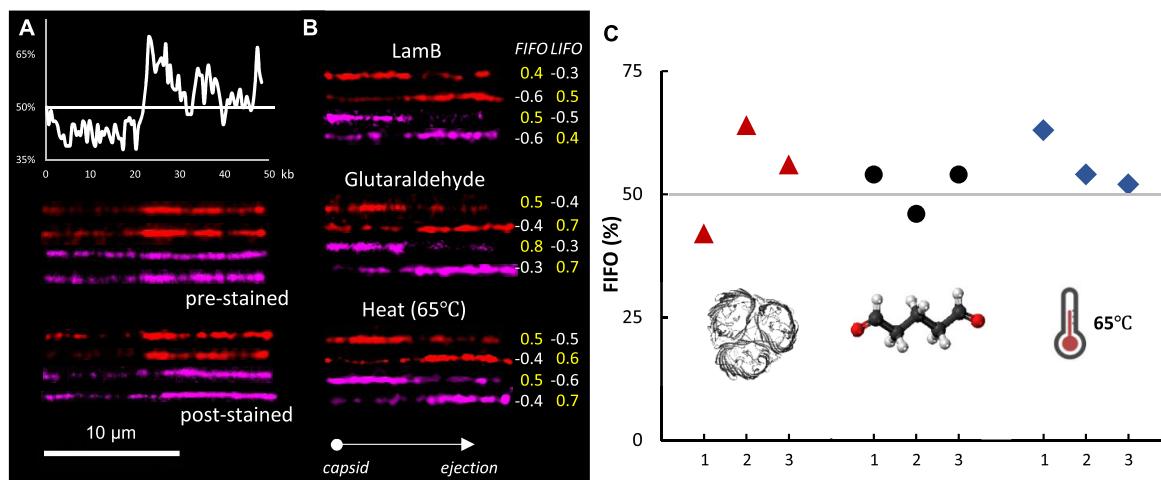 A
65%
50%
35%
0 10 20 30 40 50 kb
pre-stained
post-stained
10 µm
B
FIFO LIFO
LamB
0.4 -0.3
-0.6 0.5
0.5 -0.5
-0.6 0.4
Glutaraldehyde
0.5 -0.4
-0.4 0.7
0.8 -0.3
-0.3 0.7
Heat (65℃)
0.5 -0.5
-0.4 0.6
0.5 -0.6
-0.4 0.7
capsid ejection
C
FIFO (%)
75
50
25
0
65℃
1 2 3 1 2 3 1 2 3